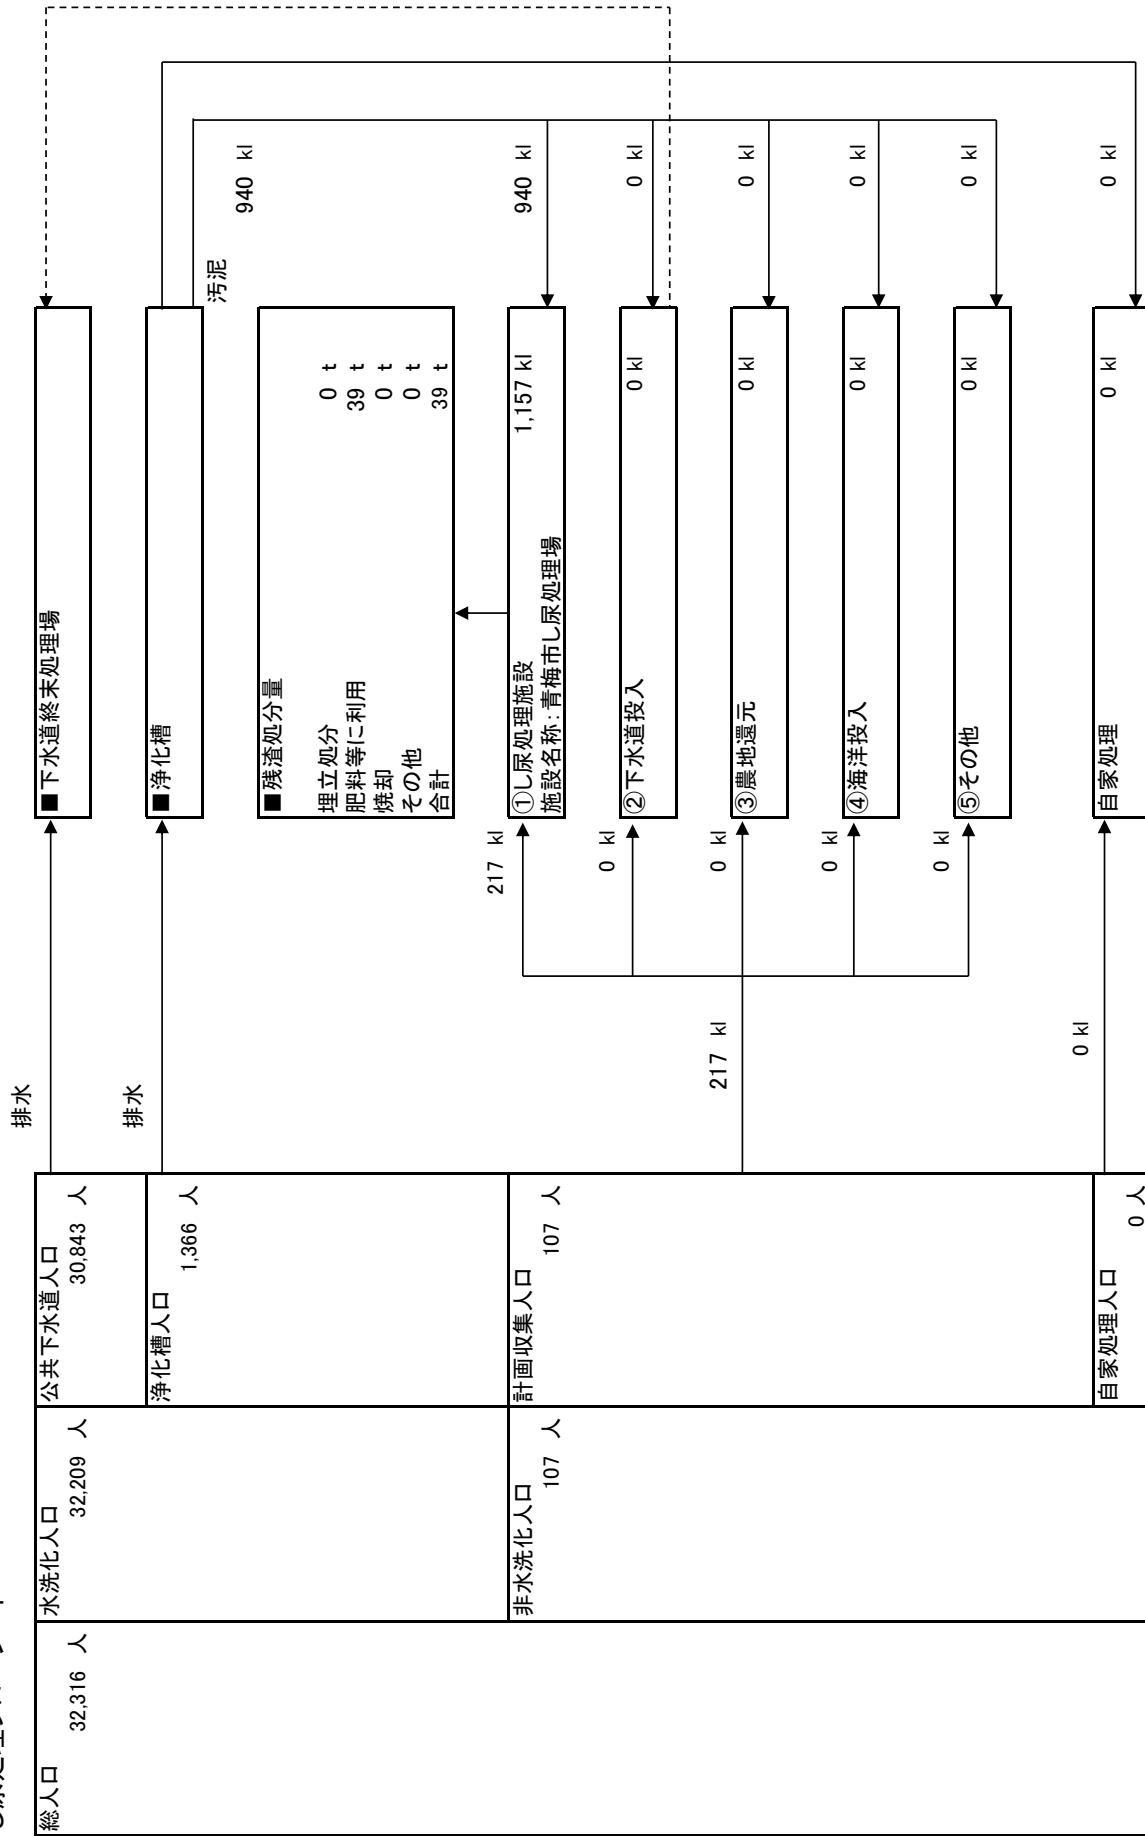 総人口
32,316 人
水洗化人口
32,209 人
公共下水道人口
30,843 人
排水
■下水道終末処理場
浄化槽人口
1,366 人
排水
■浄化槽
汚泥
940 kl
■残渣処分量
埋立処分 0 t
肥料等に利用 39 t
焼却 0 t
その他 0 t
合計 39 t
非水洗化人口
107 人
計画収集人口
107 人
217 kl
217 kl
①し尿処理施設 1,157 kl
施設名称：青梅市し尿処理場
940 kl
0 kl
②下水道投入 0 kl
0 kl
0 kl
③農地還元 0 kl
0 kl
0 kl
④海洋投入 0 kl
0 kl
0 kl
⑤その他 0 kl
0 kl
自家処理人口
0 人
0 kl
自家処理 0 kl
0 kl